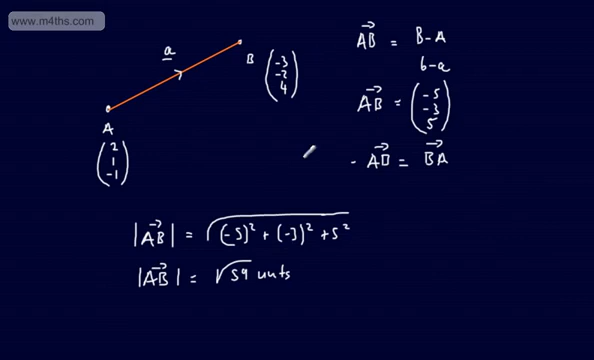 www.m4ths.com
a
B
-3
-2
4
A
2
1
-1
AB = B - A
b - a
AB = (-5
-3
5)
- AB = BA
|AB| = √(-5)² + (-3)² + 5²
|AB| = √59 units